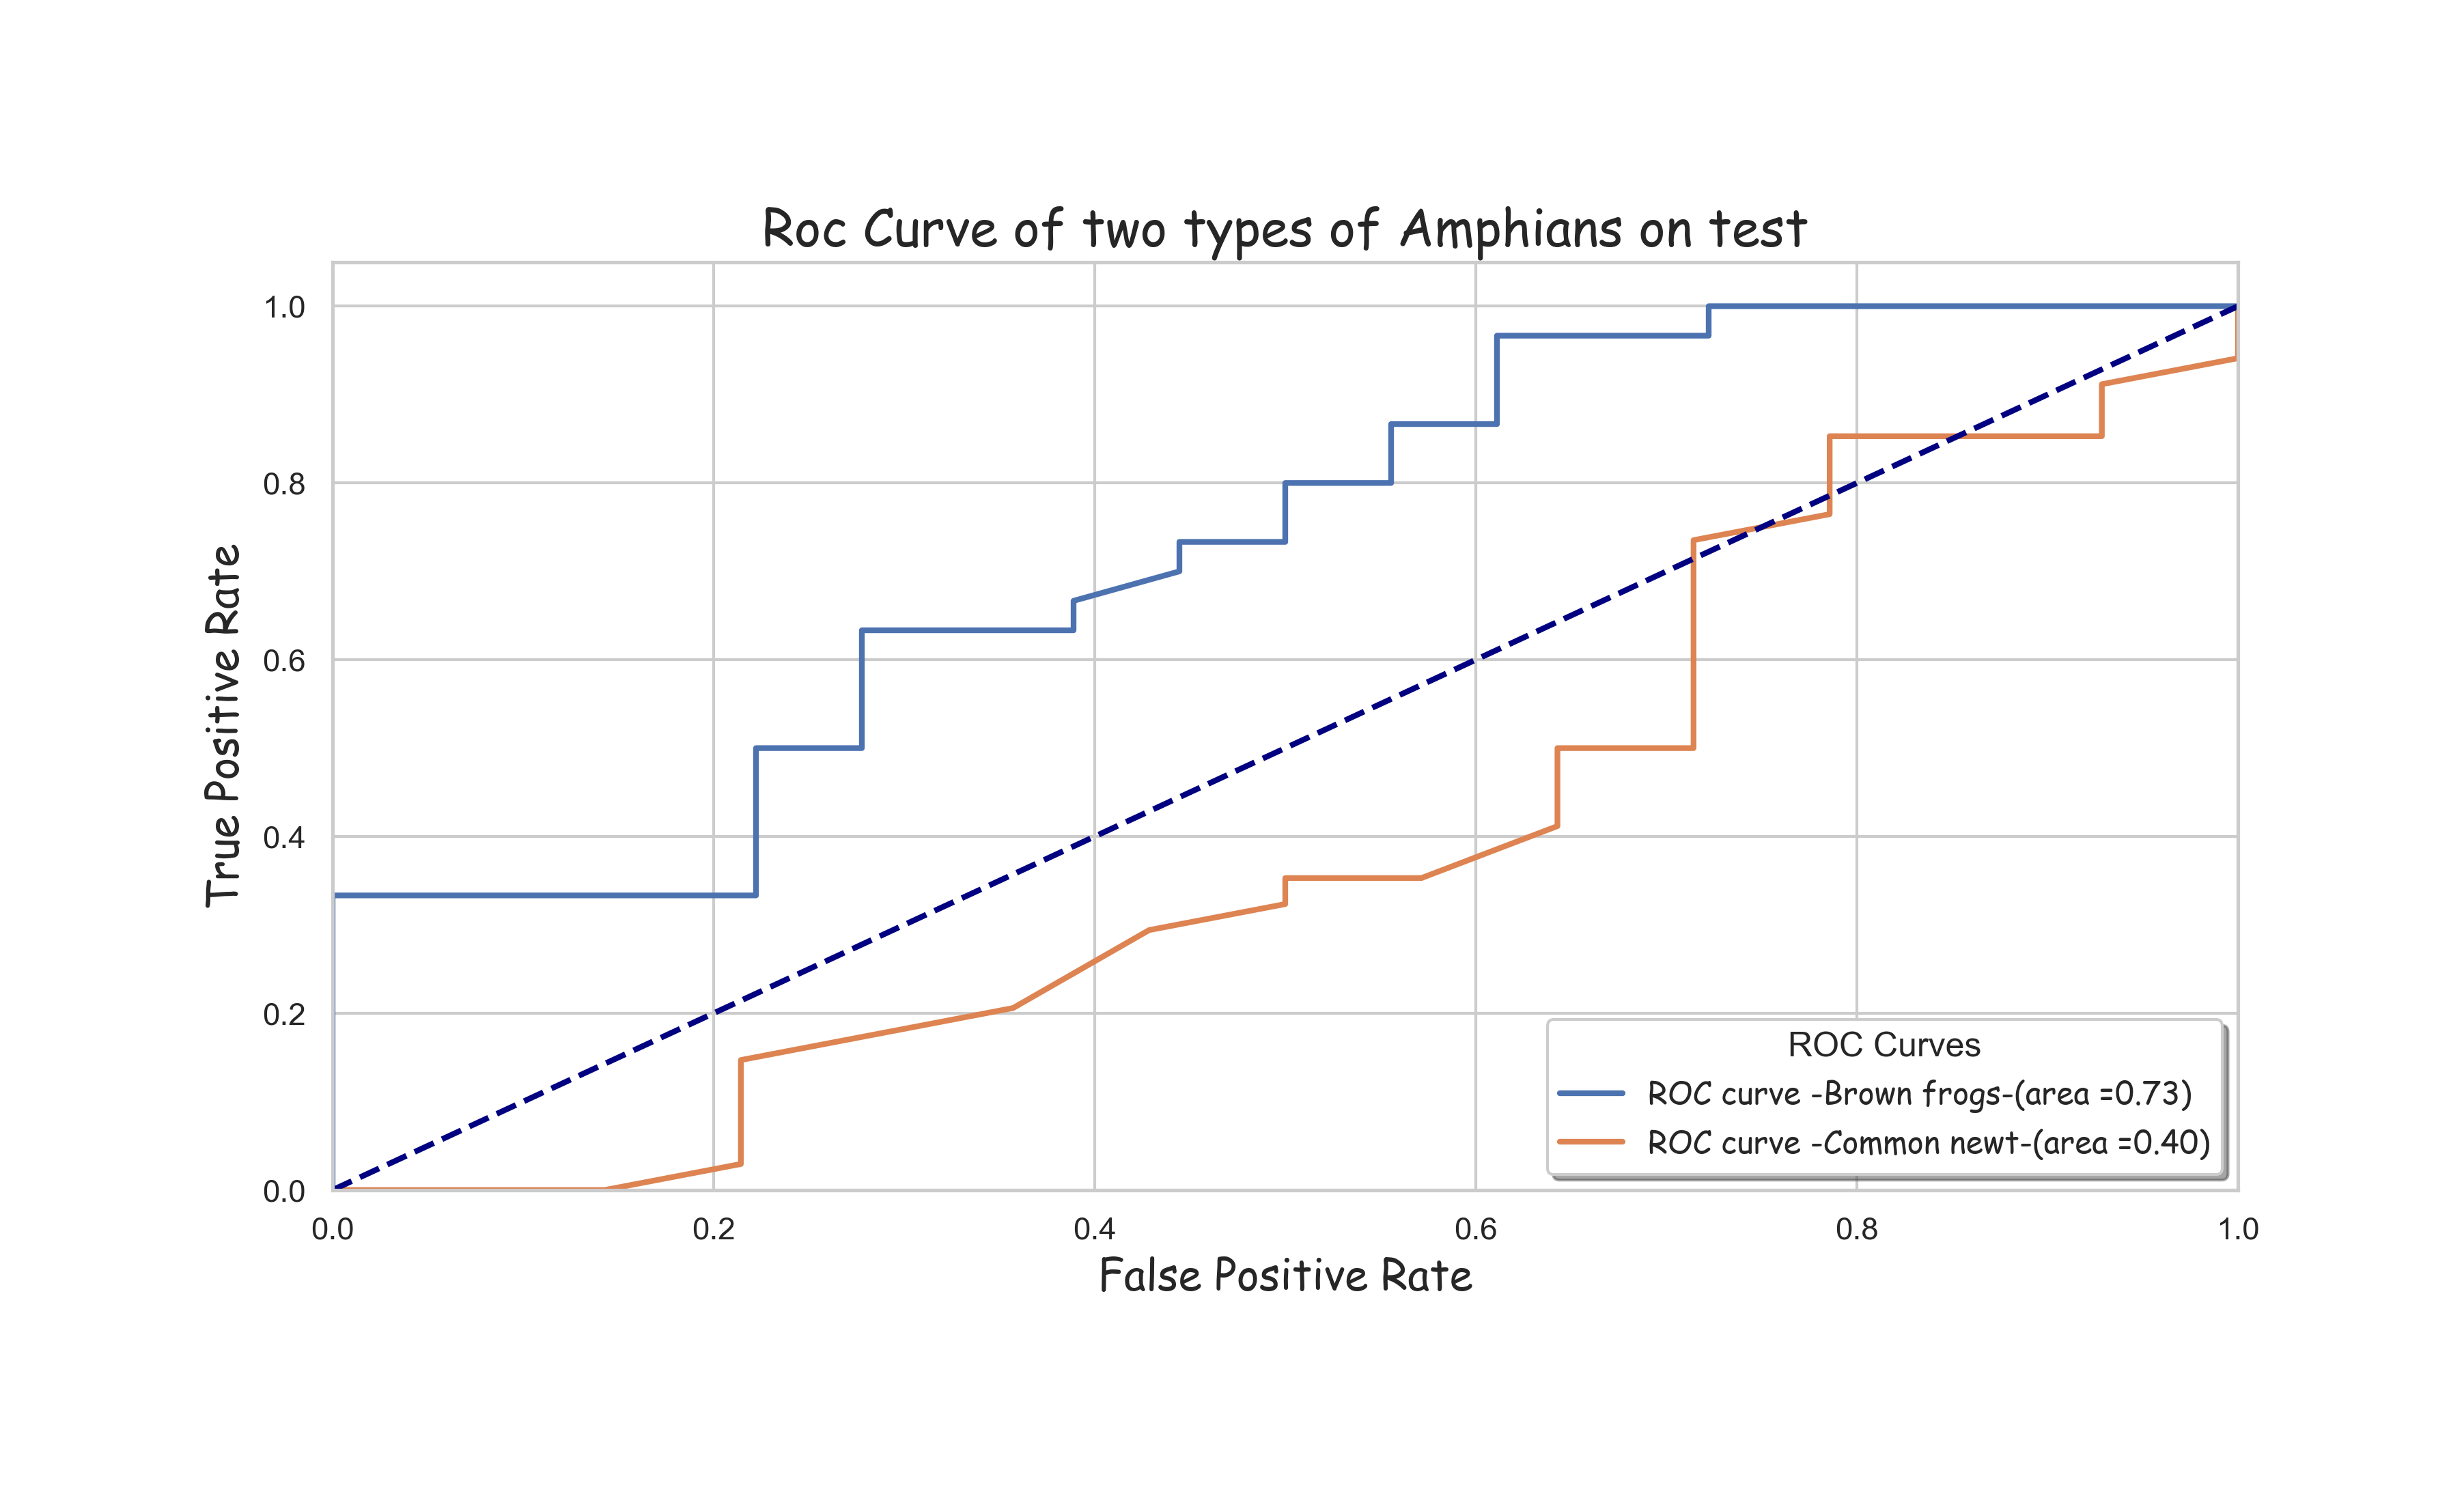 Roc Curve of two types of Amphians on test
True Positive Rate
1.0
0.8
0.6
0.4
0.2
0.0
0.0 0.2 0.4 0.6 0.8 1.0
False Positive Rate
ROC Curves
ROC curve -Brown frogs-(area =0.73)
ROC curve -Common newt-(area =0.40)